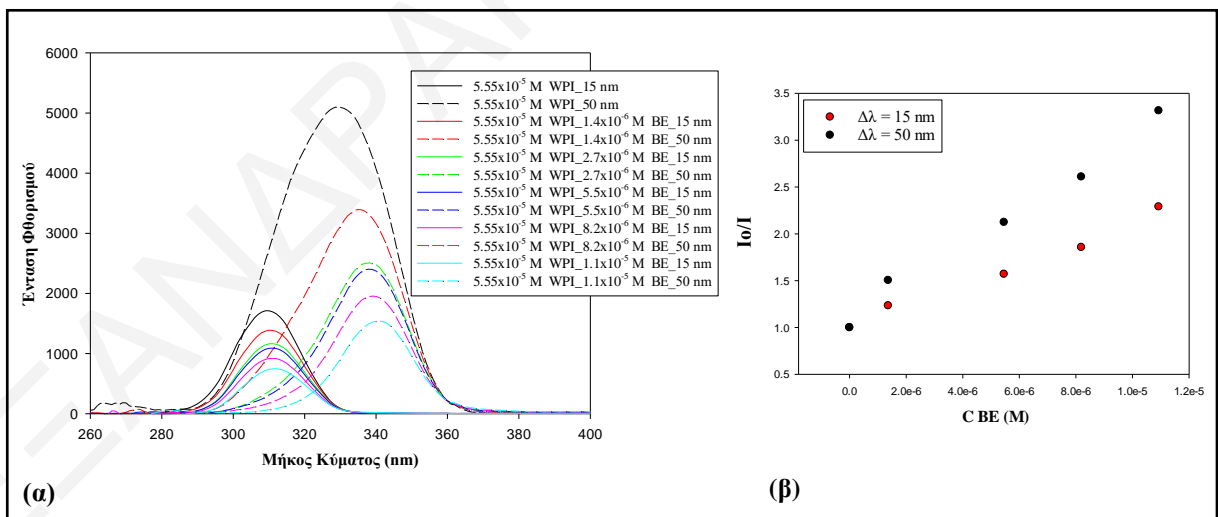 ΞΑΝΔΡΑ
6000
5000
4000
3000
2000
1000
0
260 280 300 320 340 360 380 400
Ένταση Φθορισμού
Μήκος Κύματος (nm)
5.55x10⁻⁵ M WPI_15 nm
5.55x10⁻⁵ M WPI_50 nm
5.55x10⁻⁵ M WPI_1.4x10⁻⁶ M BE_15 nm
5.55x10⁻⁵ M WPI_1.4x10⁻⁶ M BE_50 nm
5.55x10⁻⁵ M WPI_2.7x10⁻⁶ M BE_15 nm
5.55x10⁻⁵ M WPI_2.7x10⁻⁶ M BE_50 nm
5.55x10⁻⁵ M WPI_5.5x10⁻⁶ M BE_15 nm
5.55x10⁻⁵ M WPI_5.5x10⁻⁶ M BE_50 nm
5.55x10⁻⁵ M WPI_8.2x10⁻⁶ M BE_15 nm
5.55x10⁻⁵ M WPI_8.2x10⁻⁶ M BE_50 nm
5.55x10⁻⁵ M WPI_1.1x10⁻⁵ M BE_15 nm
5.55x10⁻⁵ M WPI_1.1x10⁻⁵ M BE_50 nm
(α)
3.5
3.0
2.5
2.0
1.5
1.0
0.5
0.0 2.0e-6 4.0e-6 6.0e-6 8.0e-6 1.0e-5 1.2e-5
Io/I
C BE (M)
Δλ = 15 nm
Δλ = 50 nm
(β)